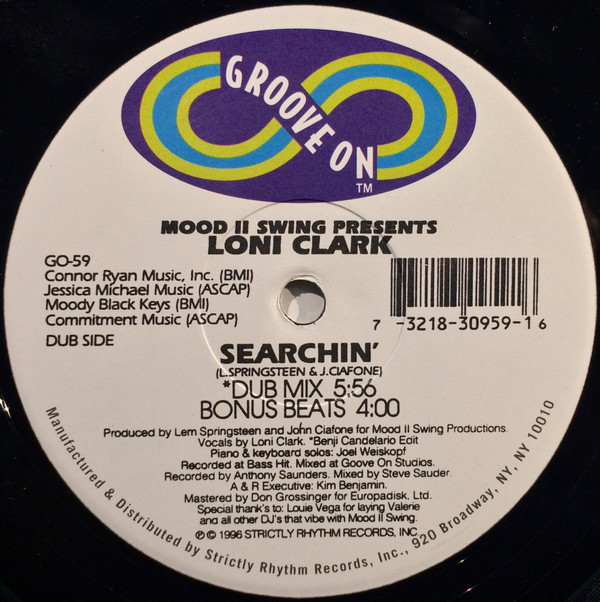 GROOVE ON
TM
MOOD II SWING PRESENTS
LONI CLARK
GO-59
Connor Ryan Music, Inc. (BMI)
Jessica Michael Music (ASCAP)
Moody Black Keys (BMI)
Commitment Music (ASCAP)
DUB SIDE
7 -3218-30959-1 6
SEARCHIN'
(L.SPRINGSTEEN & J.CIAFONE)
*DUB MIX 5:56
BONUS BEATS 4:00
Produced by Lem Springsteen and John Ciafone for Mood II Swing Productions.
Vocals by Loni Clark. *Benji Candelario Edit
Piano & keyboard solos: Joel Weiskopf
Recorded at Bass Hit. Mixed at Goove On Studios.
Recorded by Anthony Saunders. Mixed by Steve Sauder.
A & R Executive: Kim Benjamin.
Mastered by Don Grossinger for Europadisk, Ltd.
Special thank's to: Louie Vega for laying Valerie
and all other DJ's that vibe with Mood II Swing.
℗© 1996 STRICTLY RHYTHM RECORDS, INC
Manufactured & Distributed by Strictly Rhythm Records, Inc., 920 Broadway, NY, NY 10010